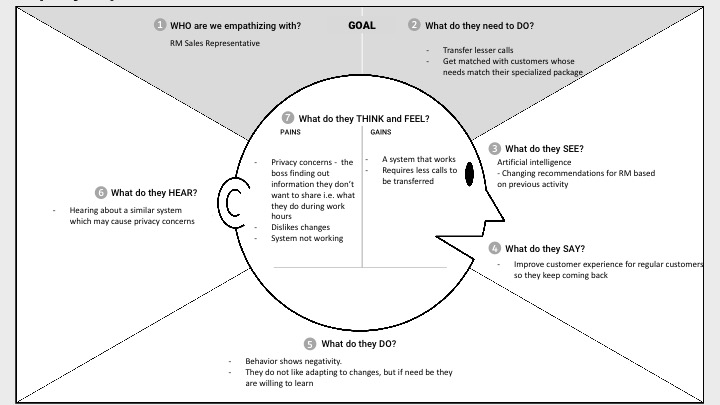 1 WHO are we empathizing with?
RM Sales Representative
GOAL
2 What do they need to DO?
- Transfer lesser calls
- Get matched with customers whose
needs match their specialized package
7 What do they THINK and FEEL?
PAINS
- Privacy concerns - the
boss finding out
information they don't
want to share i.e. what
they do during work
hours
- Dislikes changes
- System not working
GAINS
- A system that works
- Requires less calls to
be transferred
3 What do they SEE?
Artificial intelligence
- Changing recommendations for RM based
on previous activity
6 What do they HEAR?
- Hearing about a similar system
which may cause privacy concerns
4 What do they SAY?
- Improve customer experience for regular customers
so they keep coming back
5 What do they DO?
- Behavior shows negativity.
- They do not like adapting to changes, but if need be they
are willing to learn